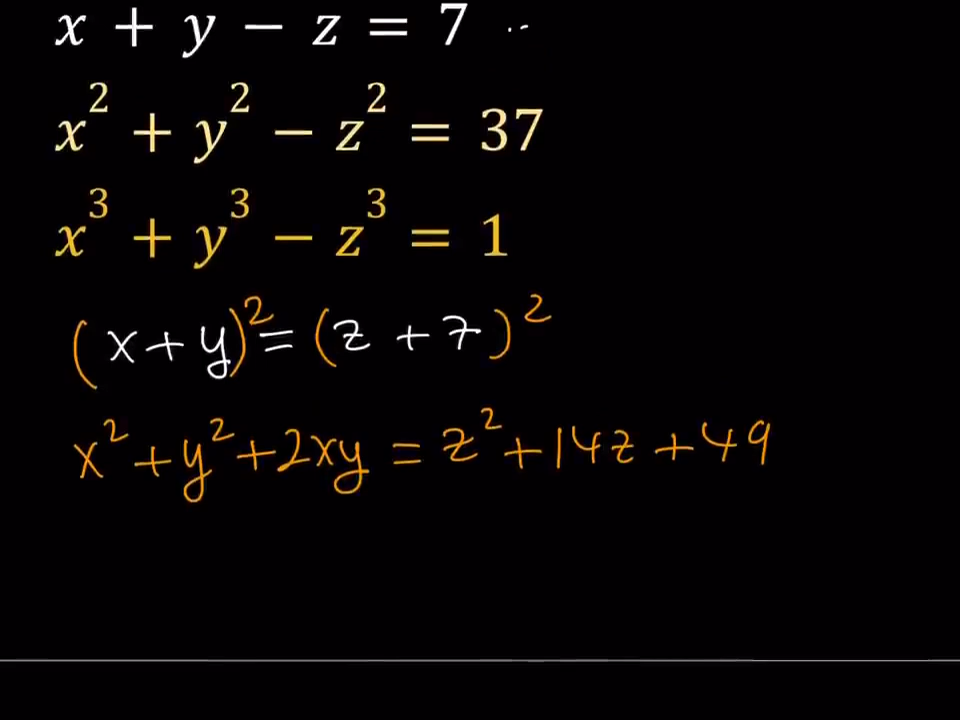 x + y − z = 7
x² + y² − z² = 37
x³ + y³ − z³ = 1
(x+y)² = (z+7)²
x²+y²+2xy = z²+14z+49